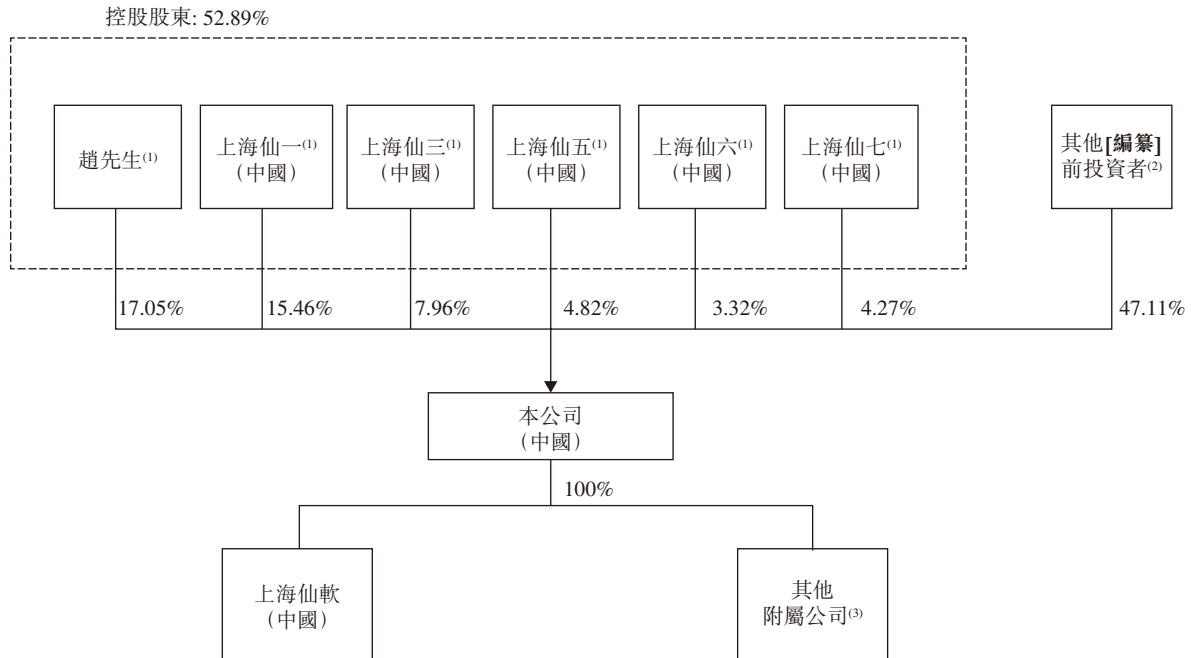 控股股東: 52.89%
趙先生(1)
上海仙一(1)
(中國)
上海仙三(1)
(中國)
上海仙五(1)
(中國)
上海仙六(1)
(中國)
上海仙七(1)
(中國)
其他[編纂]
前投資者(2)
17.05%
15.46%
7.96%
4.82%
3.32%
4.27%
47.11%
本公司
(中國)
100%
上海仙軟
(中國)
其他
附屬公司(3)